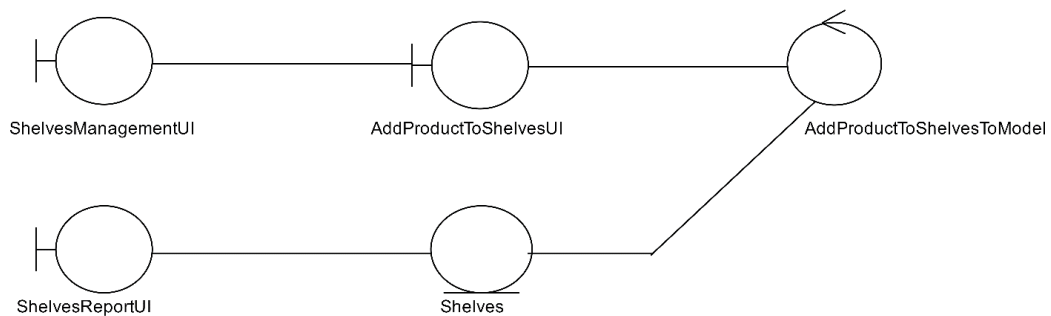 ShelvesManagementUI
AddProductToShelvesUI
AddProductToShelvesToModel
ShelvesReportUI
Shelves